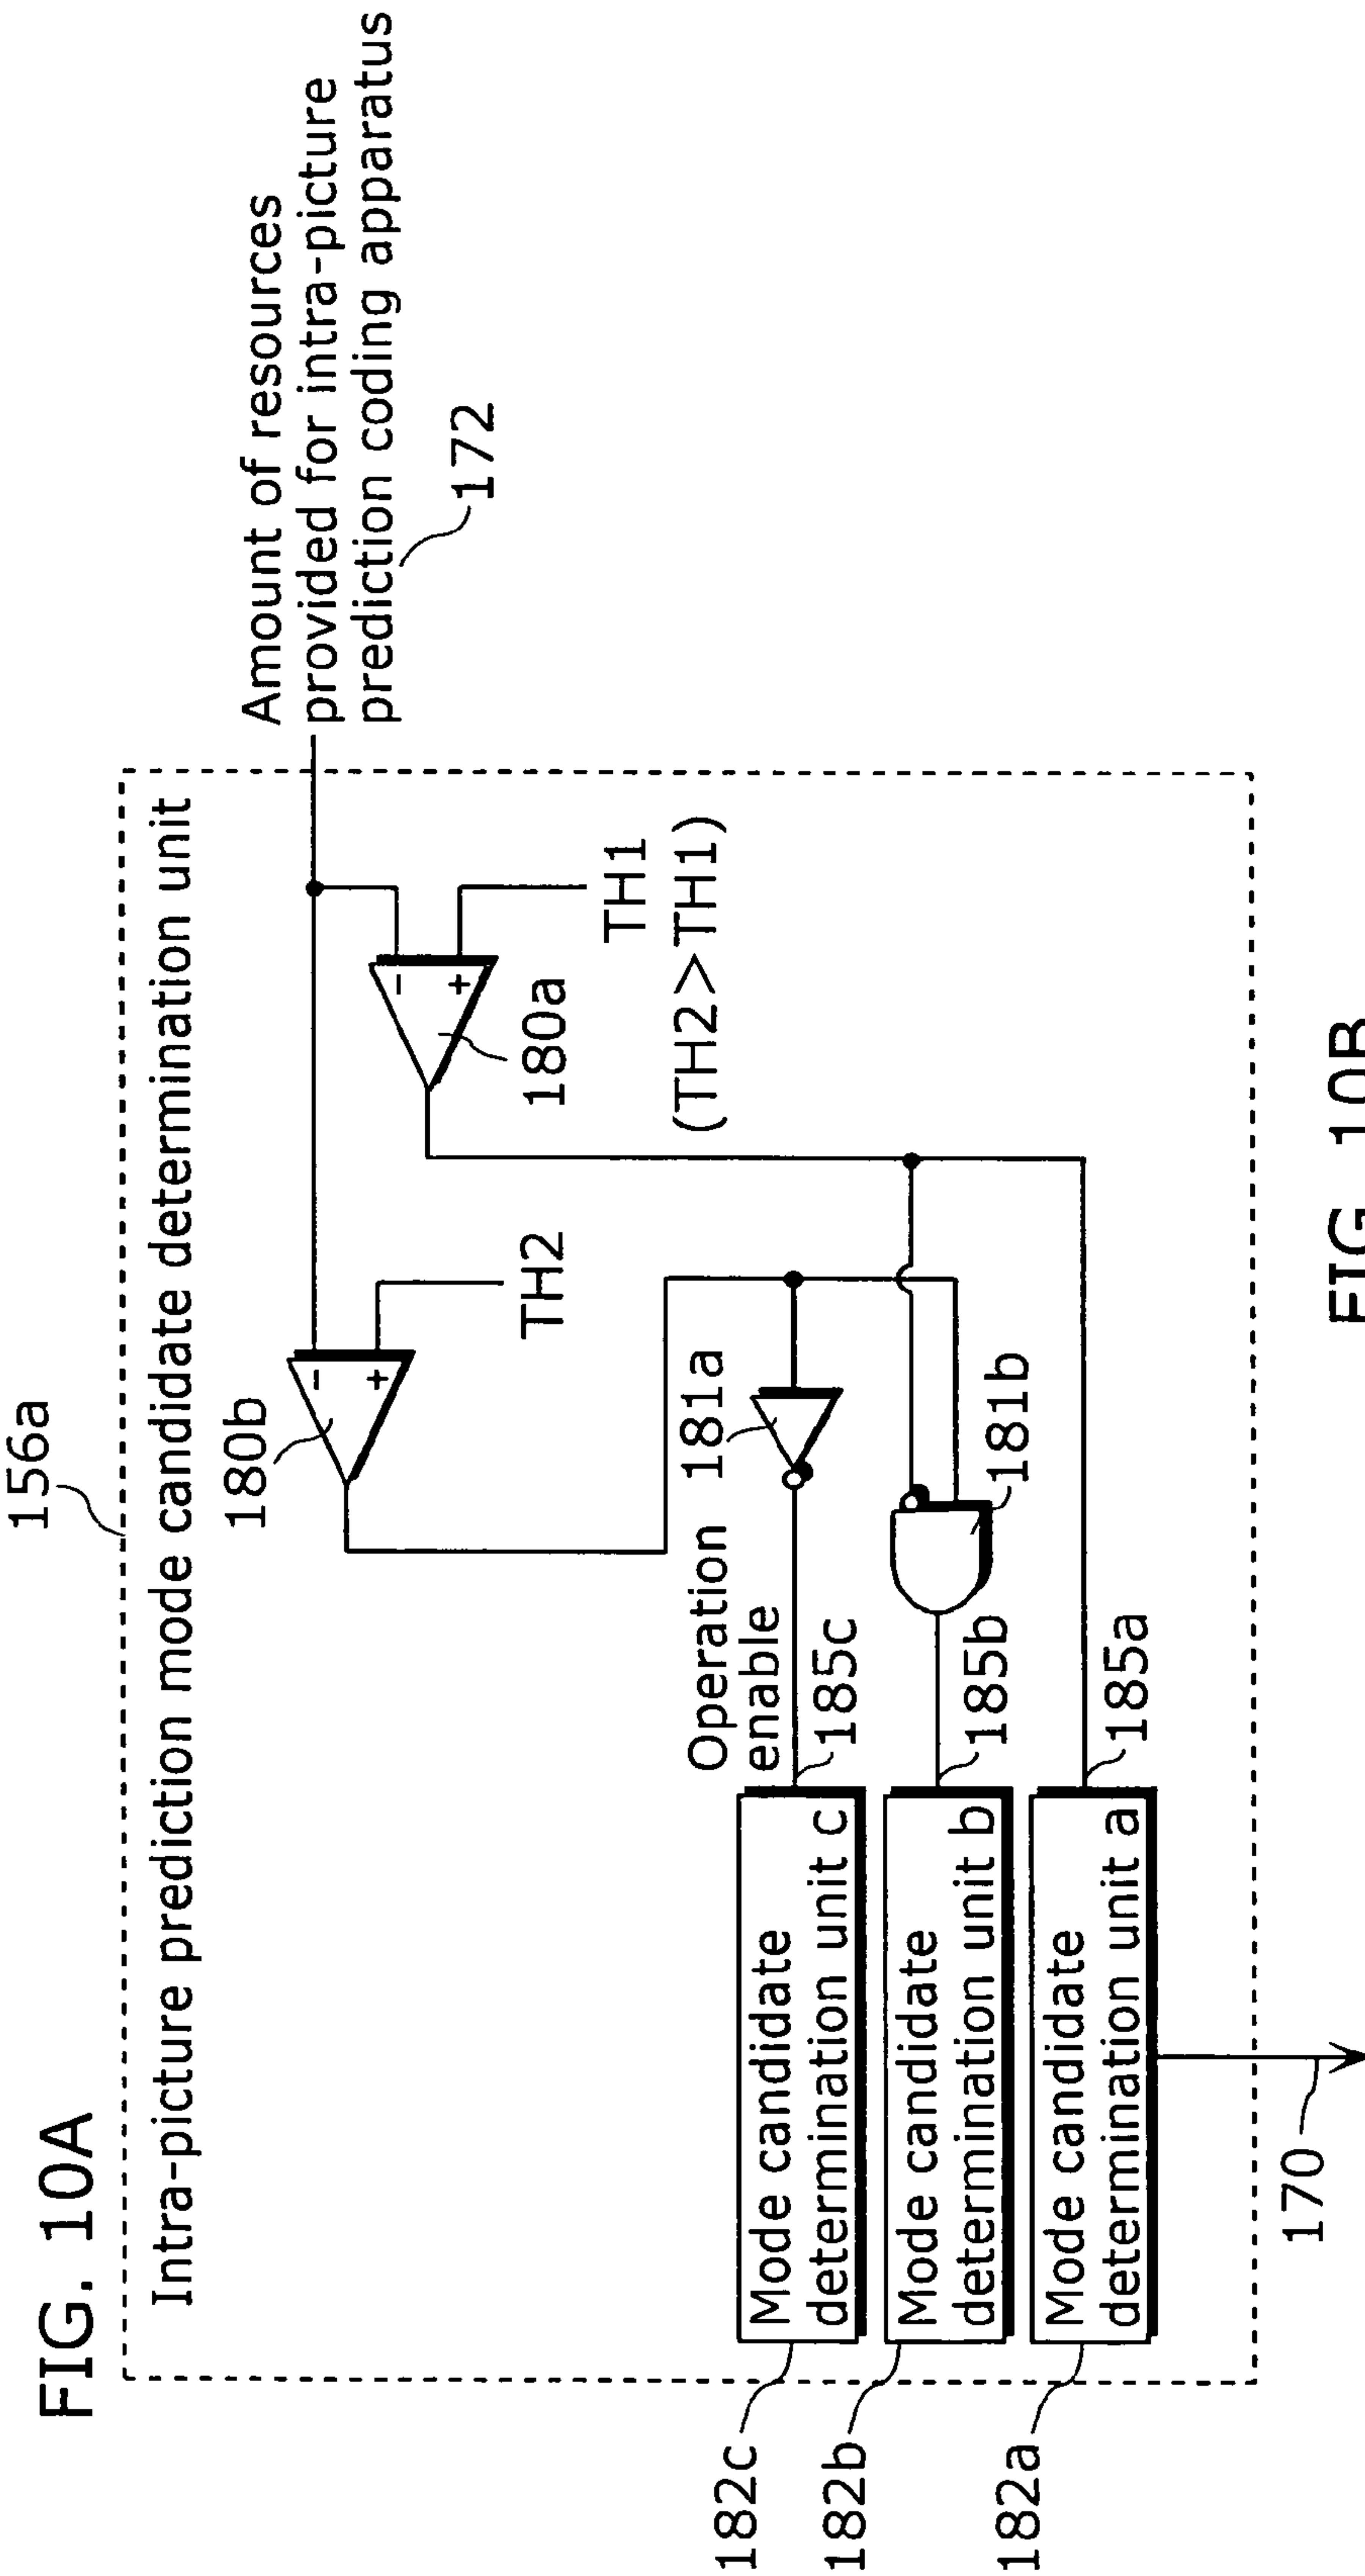 FIG. 10A
156a
Intra-picture prediction mode candidate determination unit
Amount of resources
provided for intra-picture
prediction coding apparatus
172
180b
−
+
TH2
−
+
180a
TH1
(TH2>TH1)
Operation
enable
181a
181b
182c
Mode candidate
determination unit c
185c
182b
Mode candidate
determination unit b
185b
182a
Mode candidate
determination unit a
185a
170
FIG. 10B